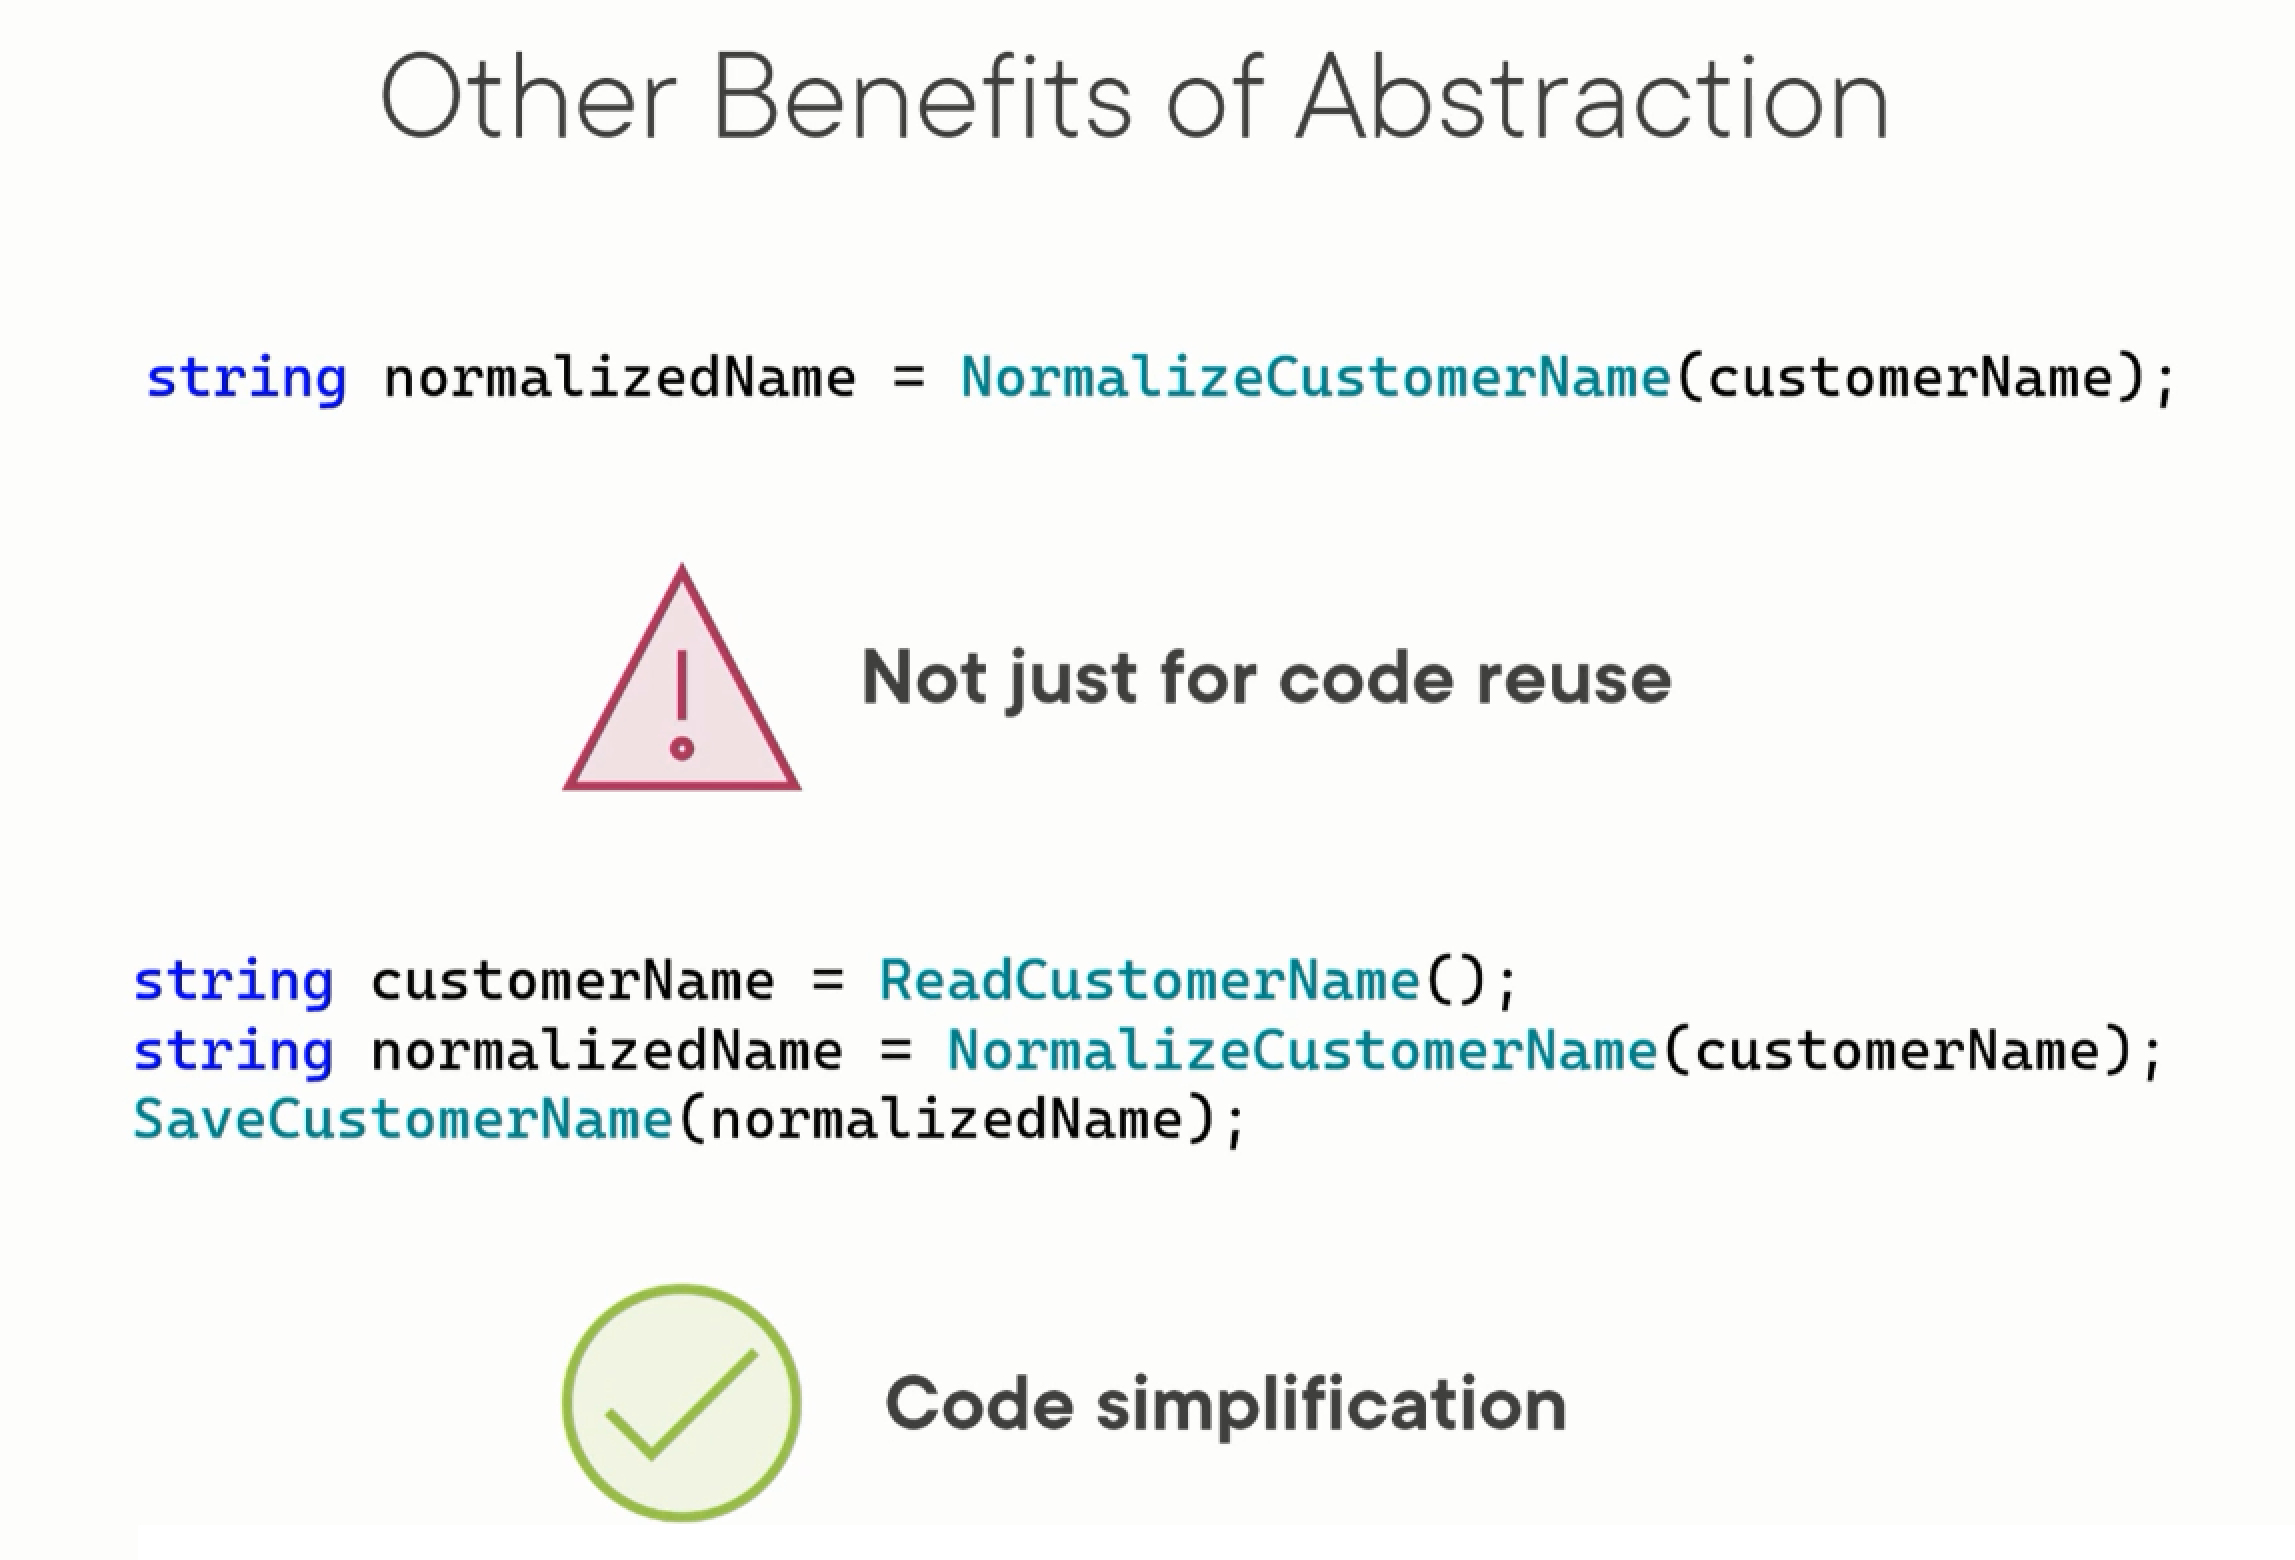 Other Benefits of Abstraction
string normalizedName = NormalizeCustomerName(customerName);
Not just for code reuse
string customerName = ReadCustomerName();
string normalizedName = NormalizeCustomerName(customerName);
SaveCustomerName(normalizedName);
Code simplification